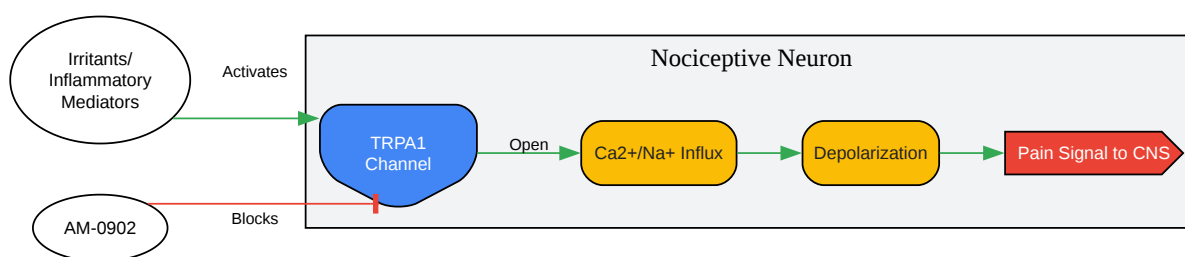 Irritants/
Inflammatory
Mediators
Activates
Nociceptive Neuron
TRPA1
Channel
Open
Ca2+/Na+ Influx
Depolarization
Pain Signal to CNS
AM-0902
Blocks